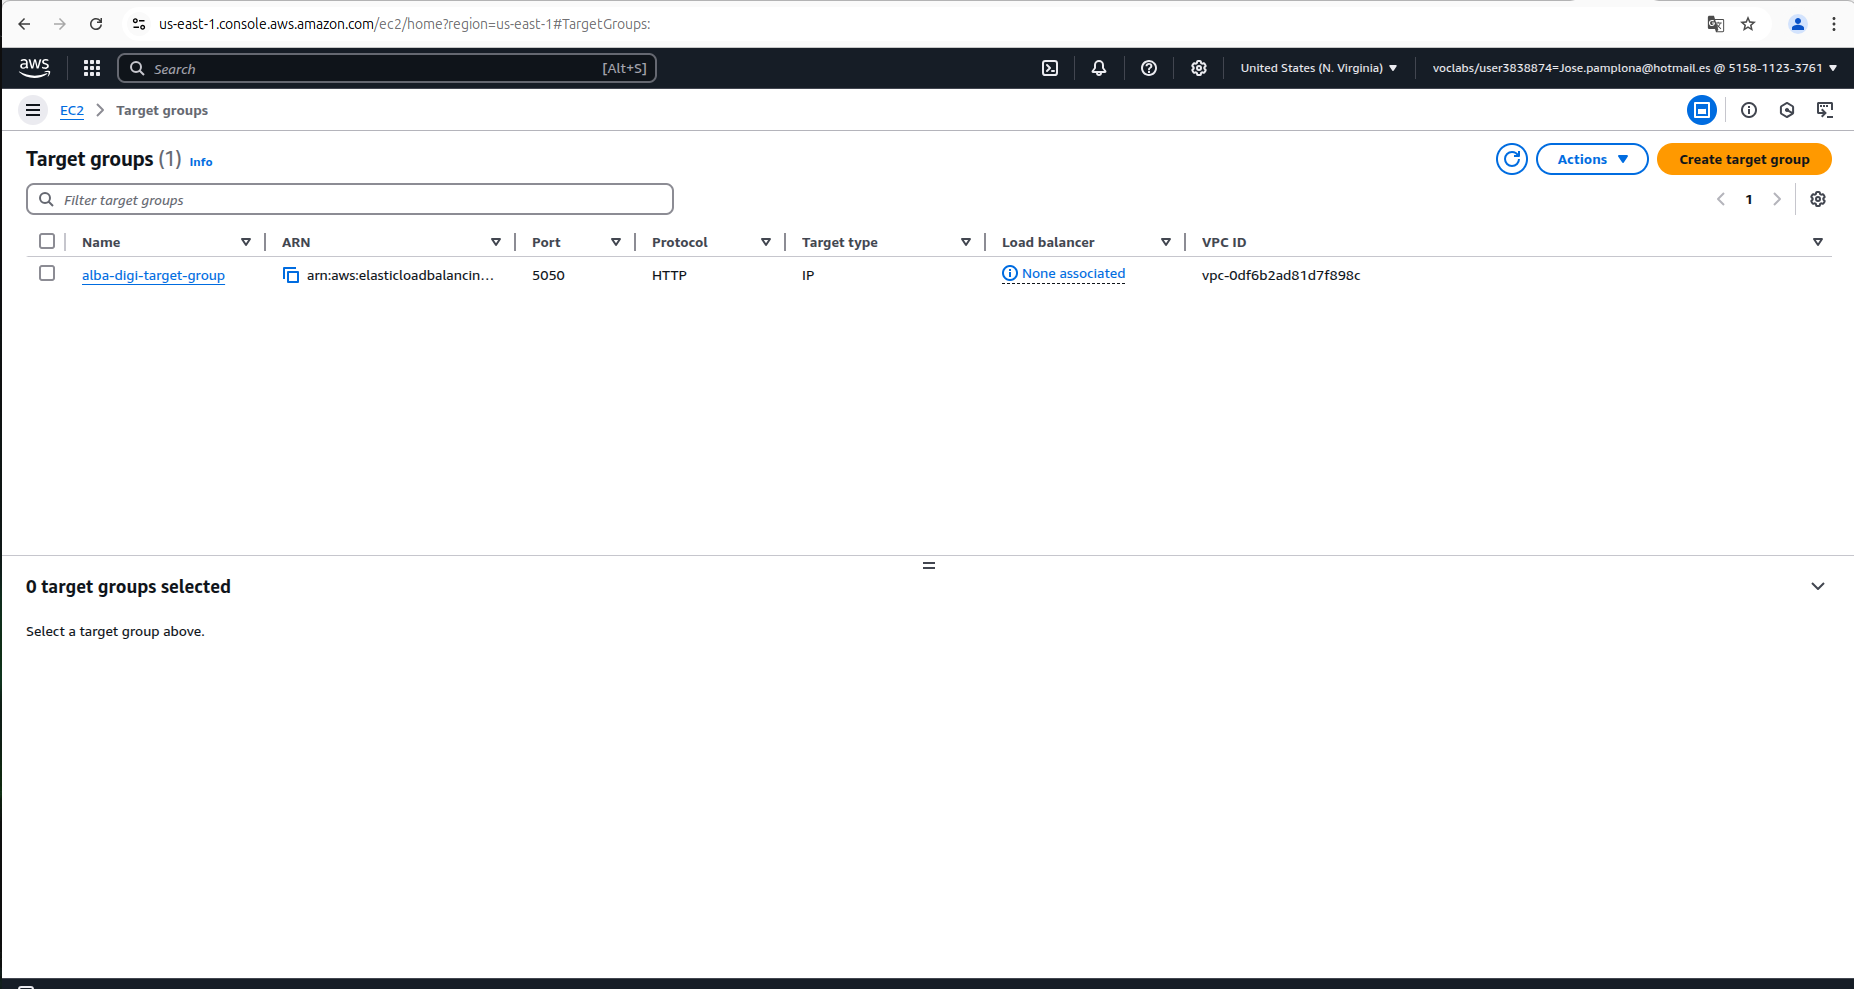 us-east-1.console.aws.amazon.com/ec2/home?region=us-east-1#TargetGroups:
aws
Search
[Alt+S]
United States (N. Virginia)
voclabs/user3838874=Jose.pamplona@hotmail.es @ 5158-1123-3761
EC2
Target groups
Target groups (1) Info
Actions
Create target group
Filter target groups
1
Name ARN Port Protocol Target type Load balancer VPC ID
alba-digi-target-group arn:aws:elasticloadbalancin... 5050 HTTP IP None associated vpc-0df6b2ad81d7f898c
0 target groups selected
Select a target group above.